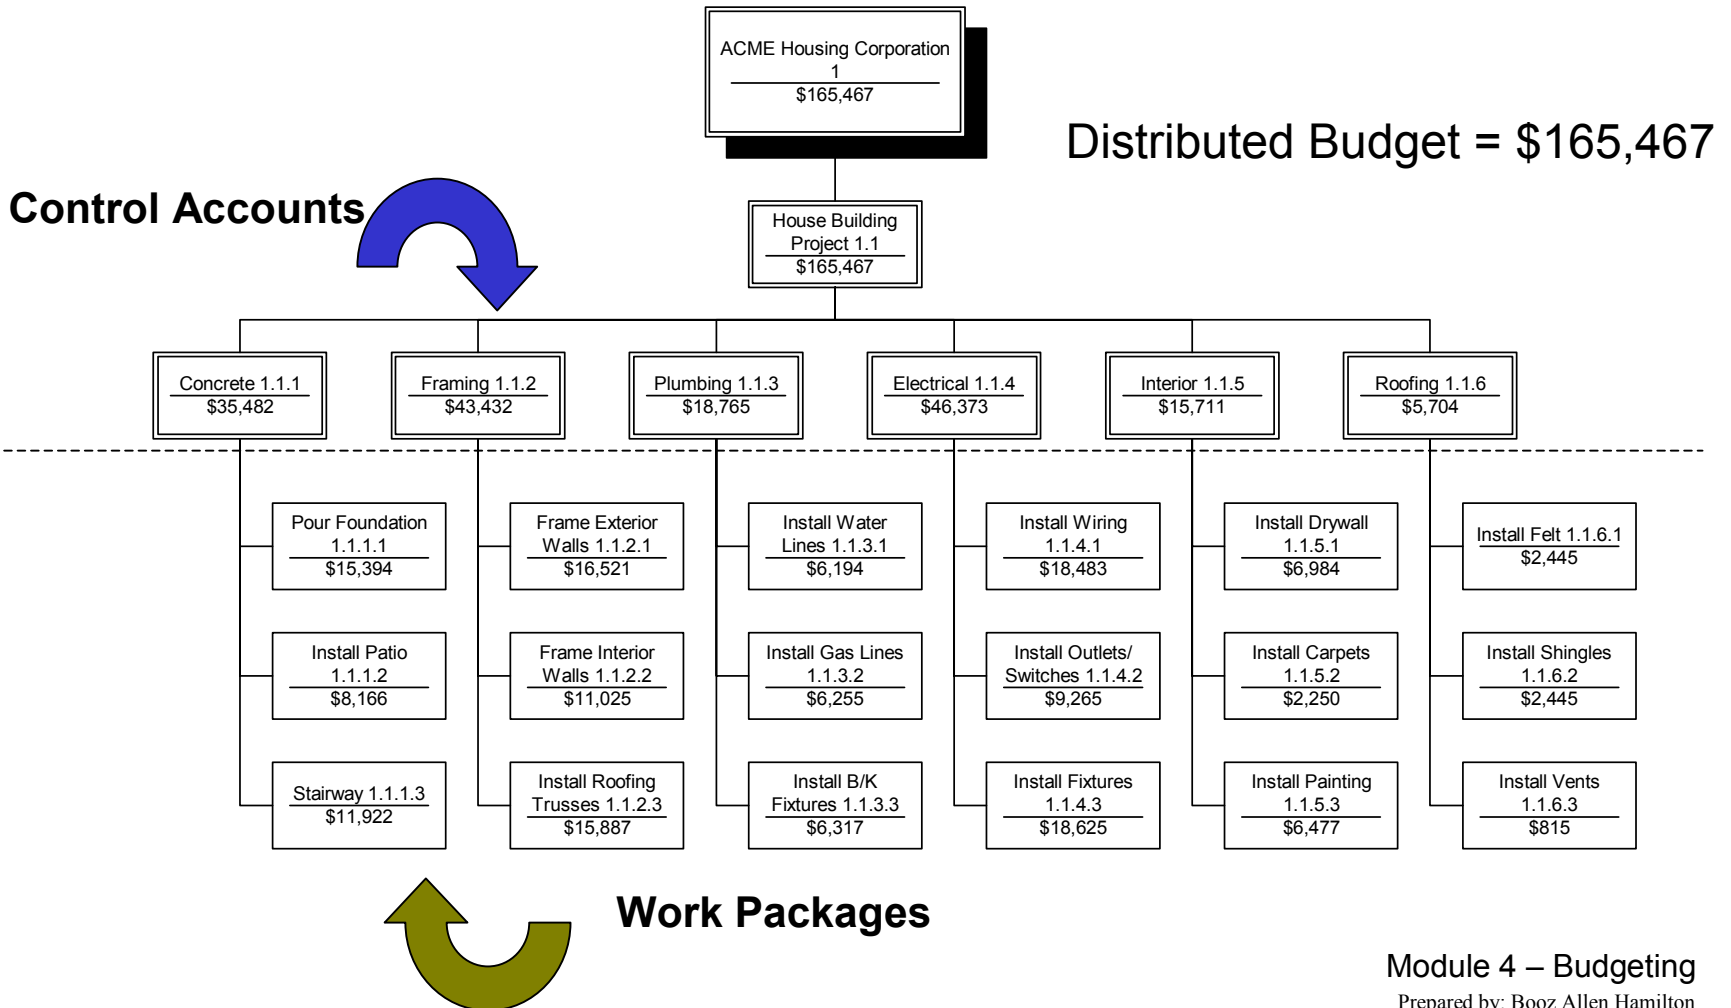 ACME Housing Corporation
1
$165,467
Distributed Budget = $165,467
Control Accounts
House Building
Project 1.1
$165,467
Concrete 1.1.1
$35,482
Framing 1.1.2
$43,432
Plumbing 1.1.3
$18,765
Electrical 1.1.4
$46,373
Interior 1.1.5
$15,711
Roofing 1.1.6
$5,704
Pour Foundation
1.1.1.1
$15,394
Frame Exterior
Walls 1.1.2.1
$16,521
Install Water
Lines 1.1.3.1
$6,194
Install Wiring
1.1.4.1
$18,483
Install Drywall
1.1.5.1
$6,984
Install Felt 1.1.6.1
$2,445
Install Patio
1.1.1.2
$8,166
Frame Interior
Walls 1.1.2.2
$11,025
Install Gas Lines
1.1.3.2
$6,255
Install Outlets/
Switches 1.1.4.2
$9,265
Install Carpets
1.1.5.2
$2,250
Install Shingles
1.1.6.2
$2,445
Stairway 1.1.1.3
$11,922
Install Roofing
Trusses 1.1.2.3
$15,887
Install B/K
Fixtures 1.1.3.3
$6,317
Install Fixtures
1.1.4.3
$18,625
Install Painting
1.1.5.3
$6,477
Install Vents
1.1.6.3
$815
Work Packages
Module 4 – Budgeting
Prepared by: Booz Allen Hamilton